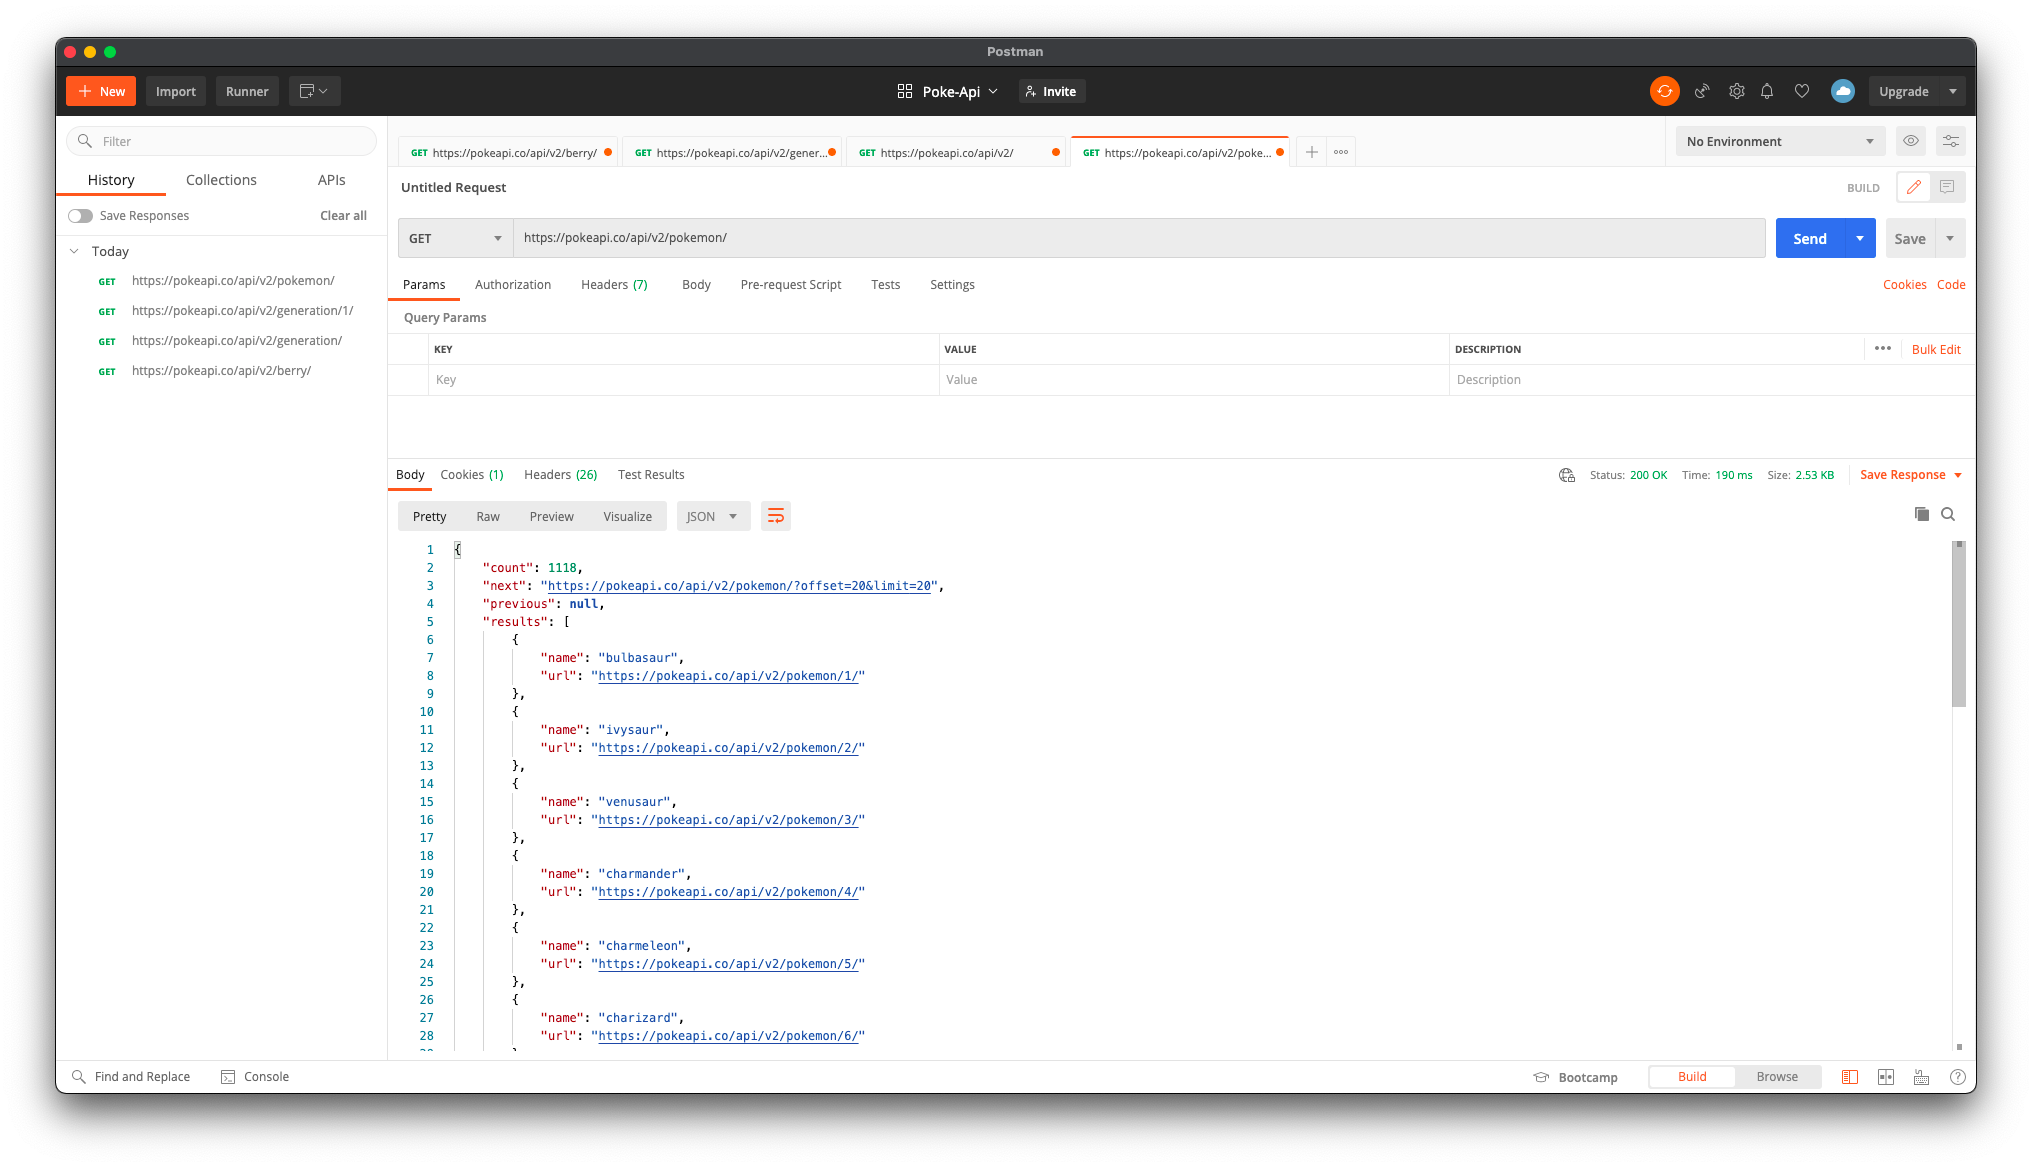 Postman
New Import Runner Poke-Api Invite Upgrade
Filter
History Collections APIs
Save Responses Clear all
Today
GET https://pokeapi.co/api/v2/pokemon/
GET https://pokeapi.co/api/v2/generation/1/
GET https://pokeapi.co/api/v2/generation/
GET https://pokeapi.co/api/v2/berry/
GET https://pokeapi.co/api/v2/berry/ GET https://pokeapi.co/api/v2/gener... GET https://pokeapi.co/api/v2/ GET https://pokeapi.co/api/v2/poke... No Environment
Untitled Request BUILD
GET https://pokeapi.co/api/v2/pokemon/ Send Save
Params Authorization Headers (7) Body Pre-request Script Tests Settings Cookies Code
Query Params
KEY VALUE DESCRIPTION Bulk Edit
Key Value Description
Body Cookies (1) Headers (26) Test Results Status: 200 OK Time: 190 ms Size: 2.53 KB Save Response
Pretty Raw Preview Visualize JSON
1 {
2 "count": 1118,
3 "next": "https://pokeapi.co/api/v2/pokemon/?offset=20&limit=20",
4 "previous": null,
5 "results": [
6 {
7 "name": "bulbasaur",
8 "url": "https://pokeapi.co/api/v2/pokemon/1/"
9 },
10 {
11 "name": "ivysaur",
12 "url": "https://pokeapi.co/api/v2/pokemon/2/"
13 },
14 {
15 "name": "venusaur",
16 "url": "https://pokeapi.co/api/v2/pokemon/3/"
17 },
18 {
19 "name": "charmander",
20 "url": "https://pokeapi.co/api/v2/pokemon/4/"
21 },
22 {
23 "name": "charmeleon",
24 "url": "https://pokeapi.co/api/v2/pokemon/5/"
25 },
26 {
27 "name": "charizard",
28 "url": "https://pokeapi.co/api/v2/pokemon/6/"
Find and Replace Console Bootcamp Build Browse